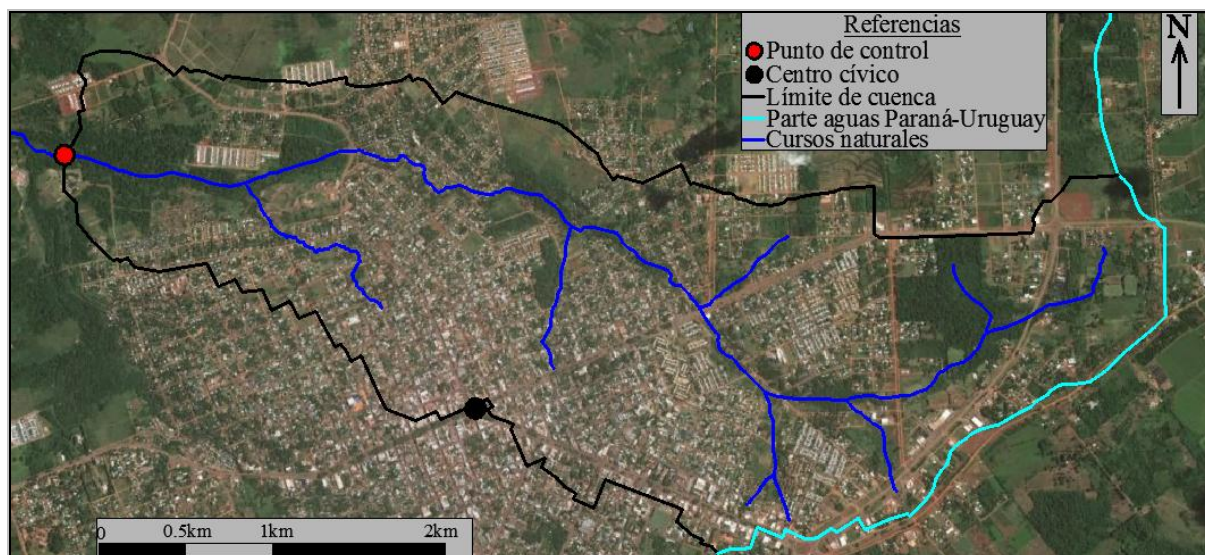 Referencias
Punto de control
Centro cívico
Límite de cuenca
Parte aguas Paraná-Uruguay
Cursos naturales
N
0 0.5km 1km 2km